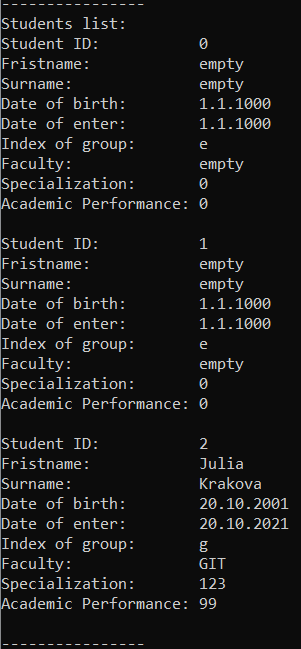 ----------------
Students list:
Student ID:           0
Fristname:            empty
Surname:              empty
Date of birth:        1.1.1000
Date of enter:        1.1.1000
Index of group:       e
Faculty:              empty
Specialization:       0
Academic Performance: 0

Student ID:           1
Fristname:            empty
Surname:              empty
Date of birth:        1.1.1000
Date of enter:        1.1.1000
Index of group:       e
Faculty:              empty
Specialization:       0
Academic Performance: 0

Student ID:           2
Fristname:            Julia
Surname:              Krakova
Date of birth:        20.10.2001
Date of enter:        20.10.2021
Index of group:       g
Faculty:              GIT
Specialization:       123
Academic Performance: 99

----------------